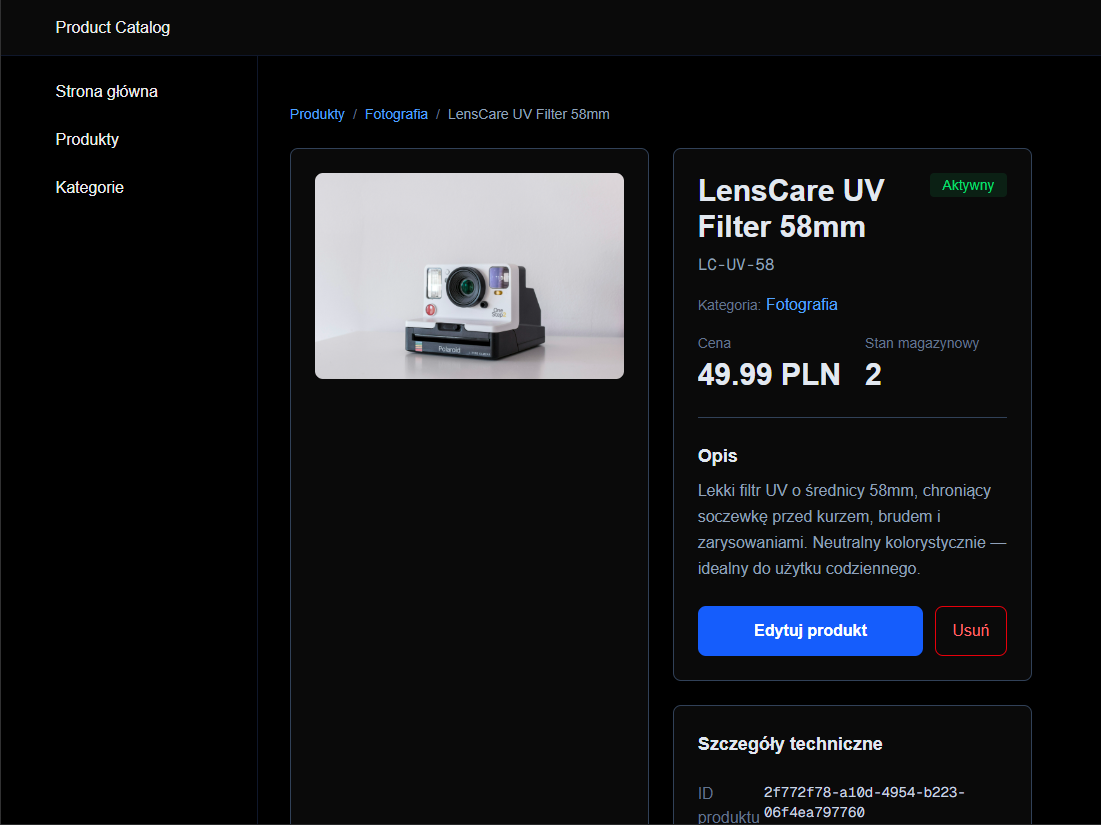 Product Catalog
Strona główna
Produkty
Kategorie
Produkty / Fotografia / LensCare UV Filter 58mm
OneStep
Polaroid
LensCare UV
Filter 58mm
Aktywny
LC-UV-58
Kategoria: Fotografia
Cena
49.99 PLN
Stan magazynowy
2
Opis
Lekki filtr UV o średnicy 58mm, chroniący
soczewkę przed kurzem, brudem i
zarysowaniami. Neutralny kolorystycznie —
idealny do użytku codziennego.
Edytuj produkt
Usuń
Szczegóły techniczne
ID
produktu
2f772f78-a10d-4954-b223-
06f4ea797760